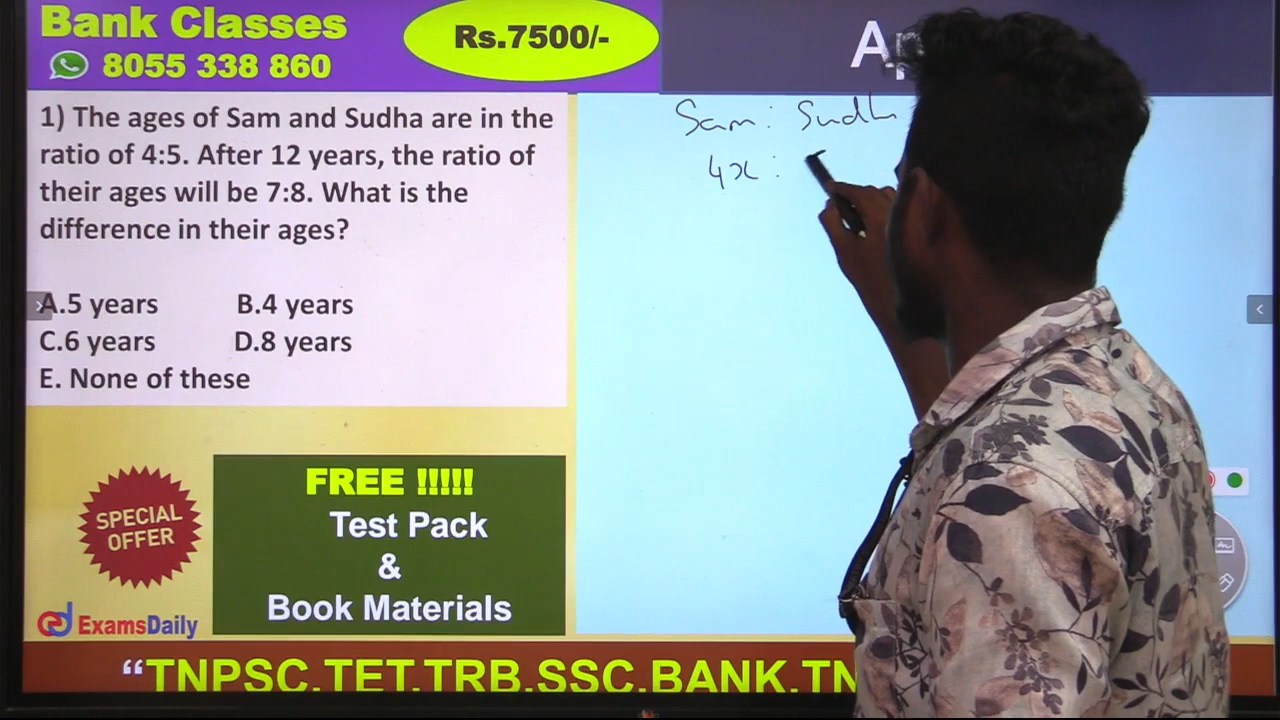 Bank Classes
8055 338 860
Rs.7500/-
1) The ages of Sam and Sudha are in the
ratio of 4:5. After 12 years, the ratio of
their ages will be 7:8. What is the
difference in their ages?
A.5 years B.4 years
C.6 years D.8 years
E. None of these
Sam : Sudh
4x :
SPECIAL
OFFER
FREE !!!!!
Test Pack
&
Book Materials
ExamsDaily
“TNPSC.TET.TRB.SSC.BANK.TN